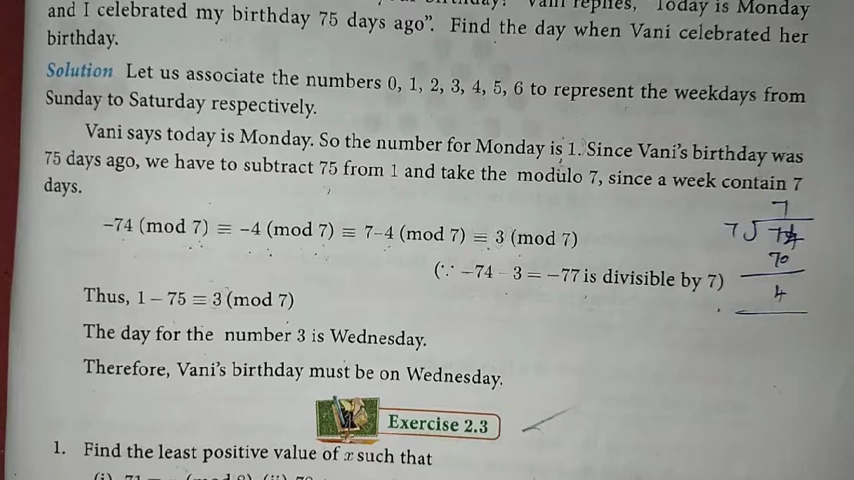 Vani replies, "Today is Monday
and I celebrated my birthday 75 days ago". Find the day when Vani celebrated her
birthday.
Solution Let us associate the numbers 0, 1, 2, 3, 4, 5, 6 to represent the weekdays from
Sunday to Saturday respectively.
Vani says today is Monday. So the number for Monday is 1. Since Vani's birthday was
75 days ago, we have to subtract 75 from 1 and take the modulo 7, since a week contain 7
days.
7
-74 (mod 7) ≡ -4 (mod 7) ≡ 7-4 (mod 7) ≡ 3 (mod 7)
7) 74
70
(∵ -74 - 3 = -77 is divisible by 7)
4
Thus, 1 - 75 ≡ 3 (mod 7)
The day for the number 3 is Wednesday.
Therefore, Vani's birthday must be on Wednesday.
Exercise 2.3
1. Find the least positive value of x such that